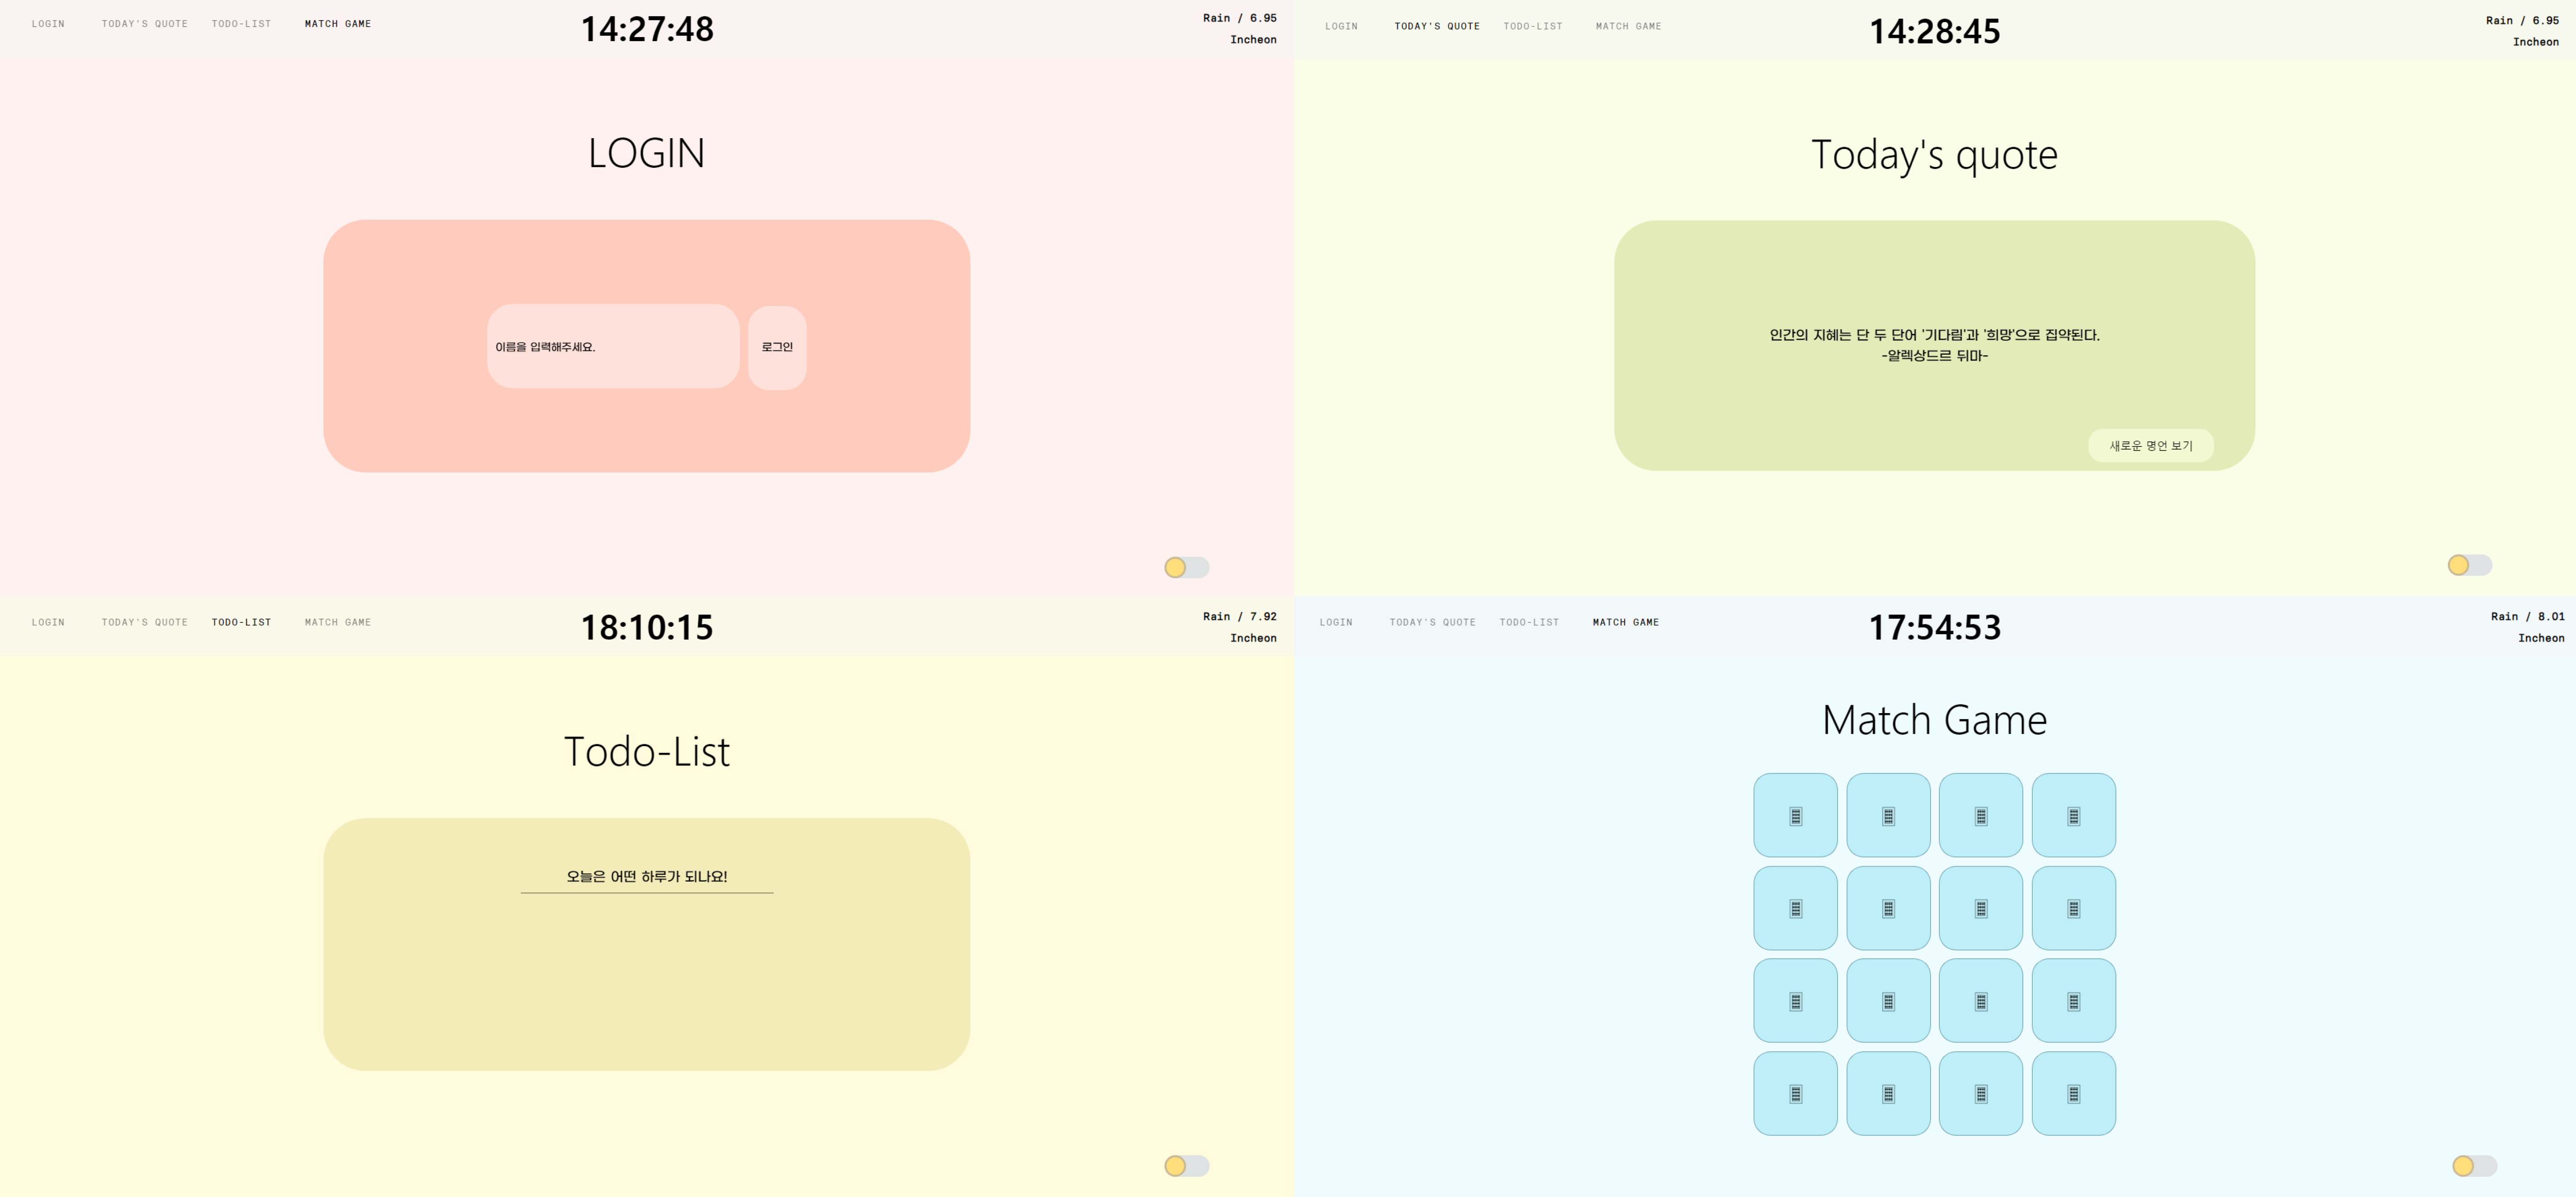 LOGIN TODAY'S QUOTE TODO-LIST MATCH GAME
14:27:48
Rain / 6.95
Incheon
LOGIN
이름을 입력해주세요.
로그인
LOGIN TODAY'S QUOTE TODO-LIST MATCH GAME
14:28:45
Rain / 6.95
Incheon
Today's quote
인간의 지혜는 단 두 단어 '기다림'과 '희망'으로 집약된다.
-알렉상드르 뒤마-
새로운 명언 보기
LOGIN TODAY'S QUOTE TODO-LIST MATCH GAME
18:10:15
Rain / 7.92
Incheon
Todo-List
오늘은 어떤 하루가 되나요!
LOGIN TODAY'S QUOTE TODO-LIST MATCH GAME
17:54:53
Rain / 8.01
Incheon
Match Game